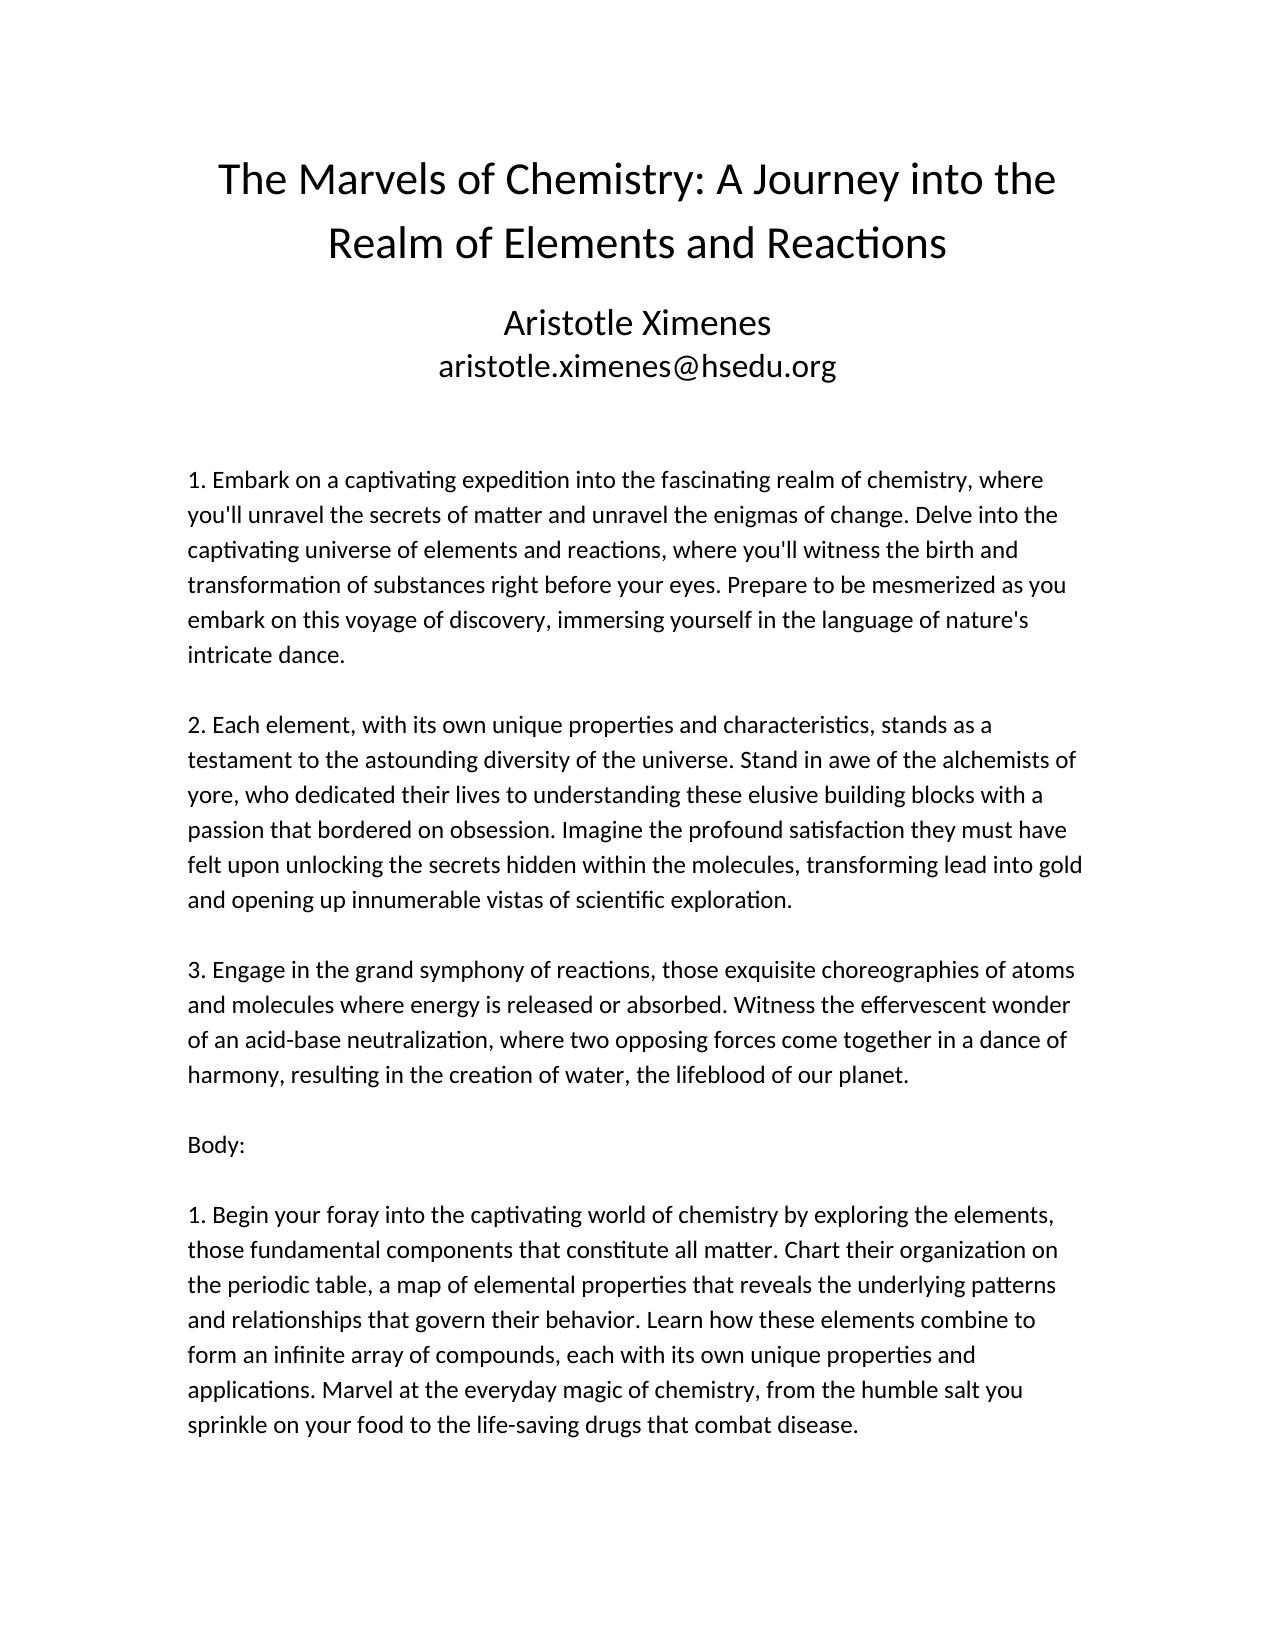 The Marvels of Chemistry: A Journey into the
Realm of Elements and Reactions
Aristotle Ximenes
aristotle.ximenes@hsedu.org
1. Embark on a captivating expedition into the fascinating realm of chemistry, where
you'll unravel the secrets of matter and unravel the enigmas of change. Delve into the
captivating universe of elements and reactions, where you'll witness the birth and
transformation of substances right before your eyes. Prepare to be mesmerized as you
embark on this voyage of discovery, immersing yourself in the language of nature's
intricate dance.
2. Each element, with its own unique properties and characteristics, stands as a
testament to the astounding diversity of the universe. Stand in awe of the alchemists of
yore, who dedicated their lives to understanding these elusive building blocks with a
passion that bordered on obsession. Imagine the profound satisfaction they must have
felt upon unlocking the secrets hidden within the molecules, transforming lead into gold
and opening up innumerable vistas of scientific exploration.
3. Engage in the grand symphony of reactions, those exquisite choreographies of atoms
and molecules where energy is released or absorbed. Witness the effervescent wonder
of an acid-base neutralization, where two opposing forces come together in a dance of
harmony, resulting in the creation of water, the lifeblood of our planet.
Body:
1. Begin your foray into the captivating world of chemistry by exploring the elements,
those fundamental components that constitute all matter. Chart their organization on
the periodic table, a map of elemental properties that reveals the underlying patterns
and relationships that govern their behavior. Learn how these elements combine to
form an infinite array of compounds, each with its own unique properties and
applications. Marvel at the everyday magic of chemistry, from the humble salt you
sprinkle on your food to the life-saving drugs that combat disease.